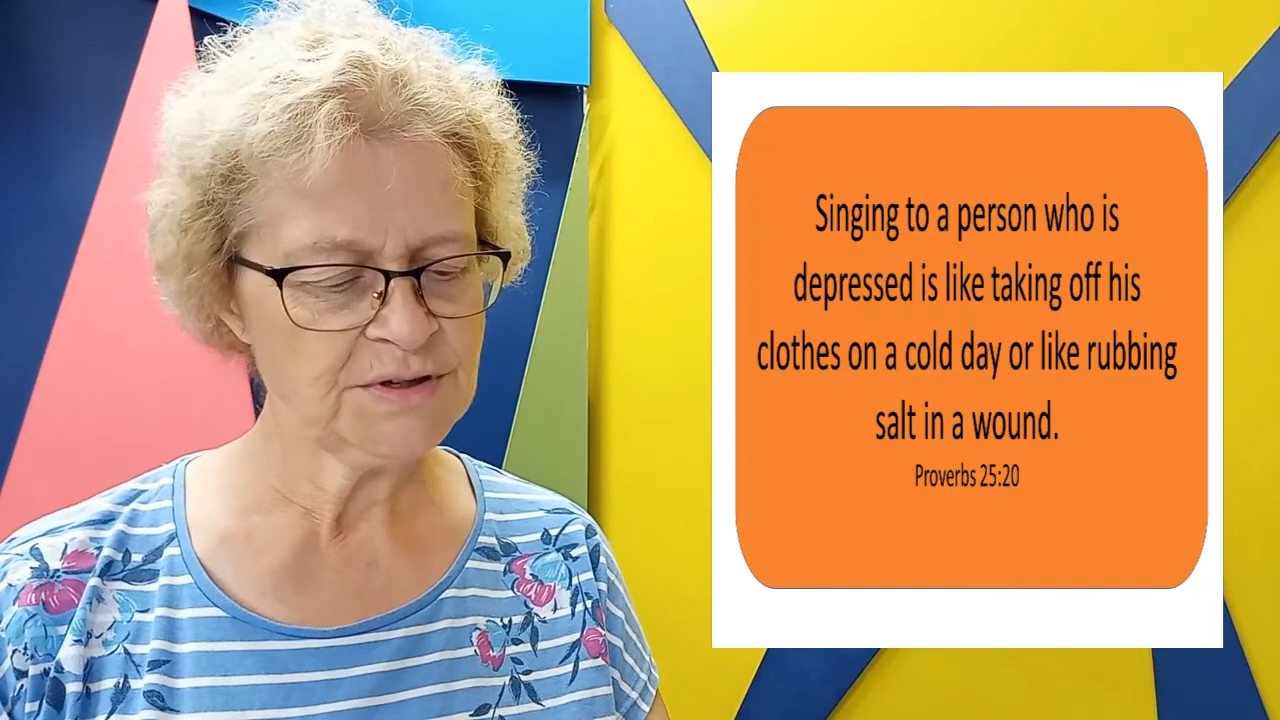 Singing to a person who is
depressed is like taking off his
clothes on a cold day or like rubbing
salt in a wound.
Proverbs 25:20